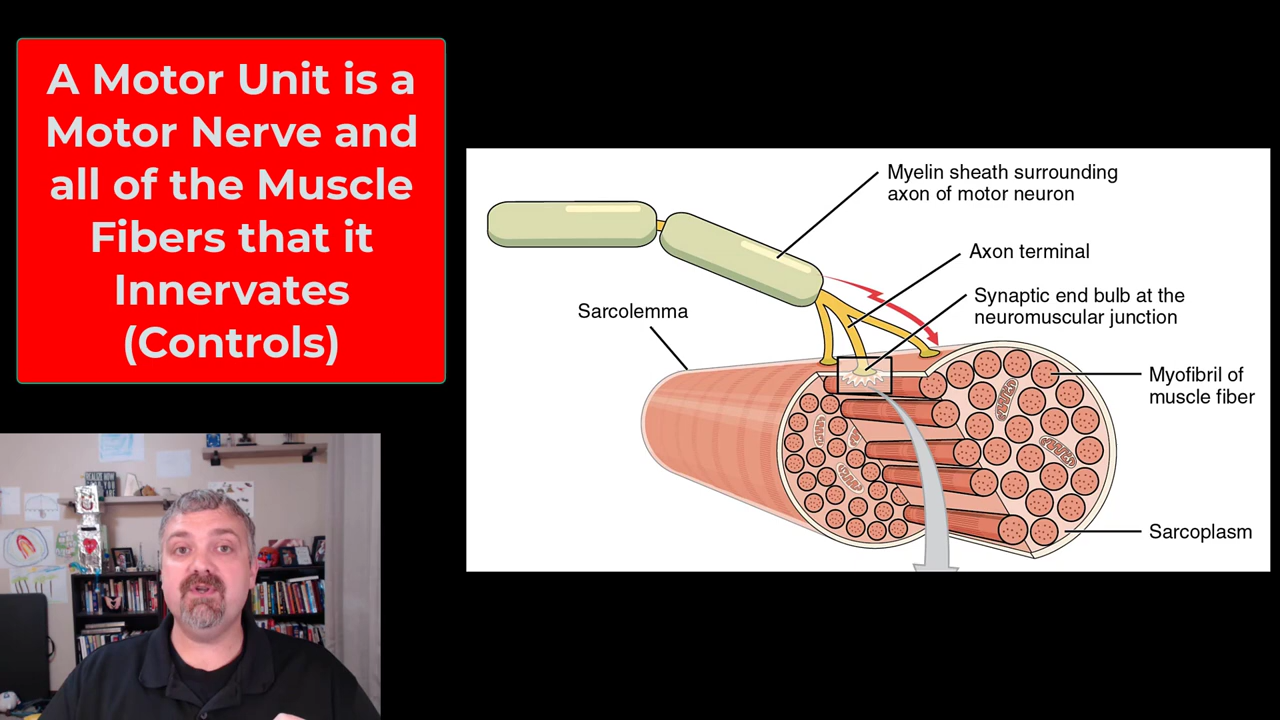 A Motor Unit is a
Motor Nerve and
all of the Muscle
Fibers that it
Innervates
(Controls)
Myelin sheath surrounding
axon of motor neuron
Axon terminal
Synaptic end bulb at the
neuromuscular junction
Sarcolemma
Myofibril of
muscle fiber
Sarcoplasm